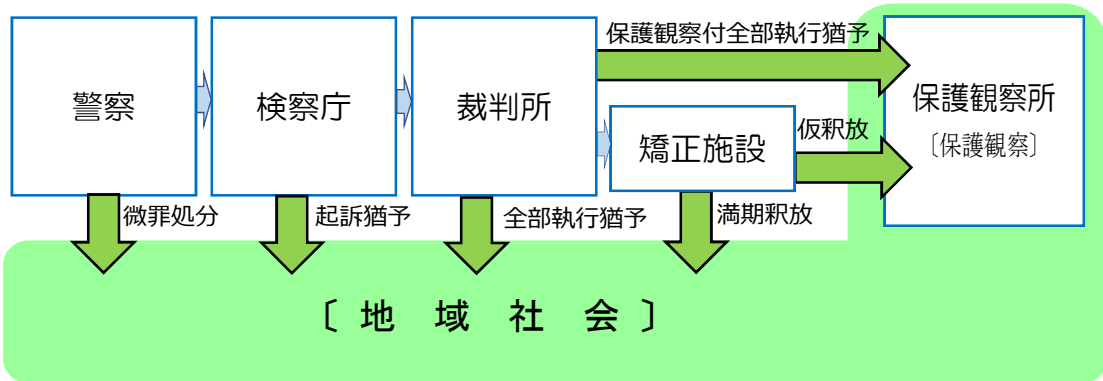 保護観察付全部執行猶予
警察
検察庁
裁判所
矯正施設
仮釈放
保護観察所
〔保護観察〕
微罪処分
起訴猶予
全部執行猶予
満期釈放
〔地域社会〕